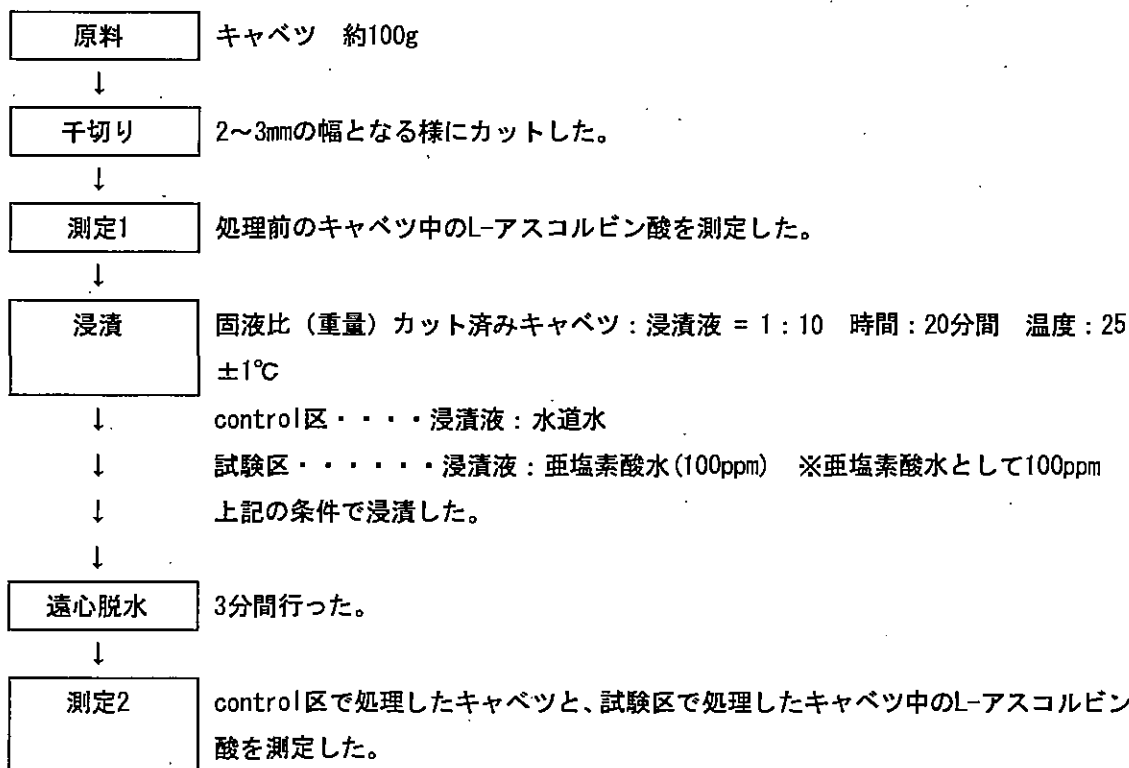 原料 キャベツ 約100g
↓
千切り 2～3mmの幅となる様にカットした。
↓
測定1 処理前のキャベツ中のL-アスコルビン酸を測定した。
↓
浸漬 固液比（重量）カット済みキャベツ：浸漬液 = 1：10 時間：20分間 温度：25
±1℃
↓ control区・・・・浸漬液：水道水
↓ 試験区・・・・・・浸漬液：亜塩素酸水(100ppm) ※亜塩素酸水として100ppm
↓ 上記の条件で浸漬した。
↓
遠心脱水 3分間行った。
↓
測定2 control区で処理したキャベツと、試験区で処理したキャベツ中のL-アスコルビン
酸を測定した。